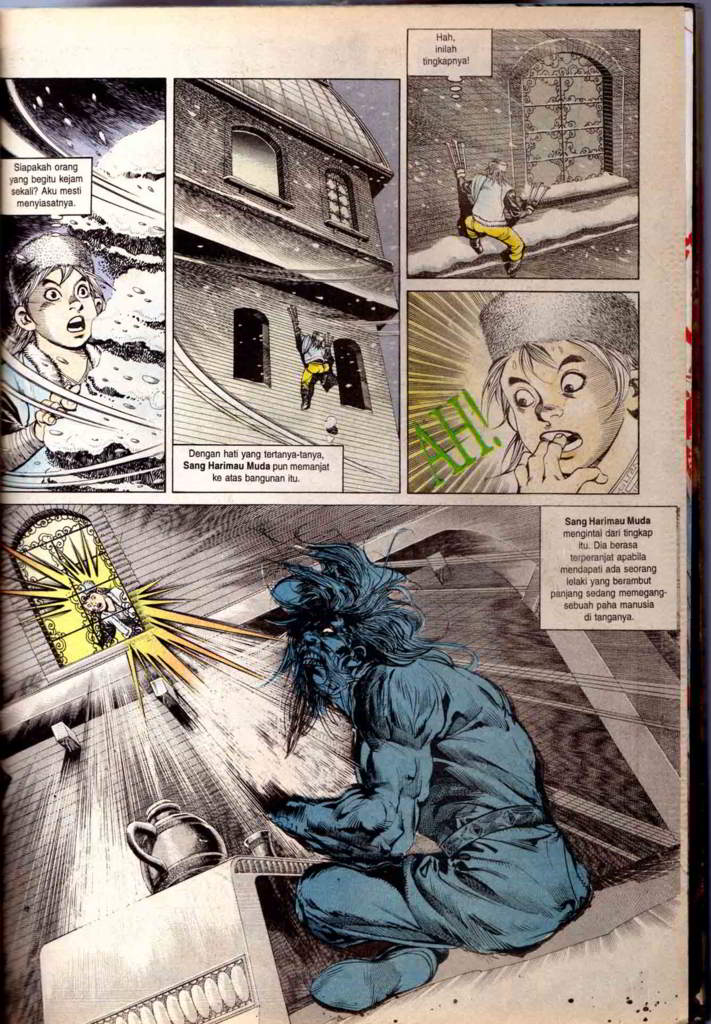 Siapakah orang
yang begitu kejam
sekali? Aku mesti
menyiasatnya.
Dengan hati yang tertanya-tanya,
Sang Harimau Muda pun memanjat
ke atas bangunan itu.
Hah,
inilah
tingkapnya!
AH!
Sang Harimau Muda
mengintai dari tingkap
itu. Dia berasa
terperanjat apabila
mendapati ada seorang
lelaki yang berambut
panjang sedang memegang-
sebuah paha manusia
di tanganya.